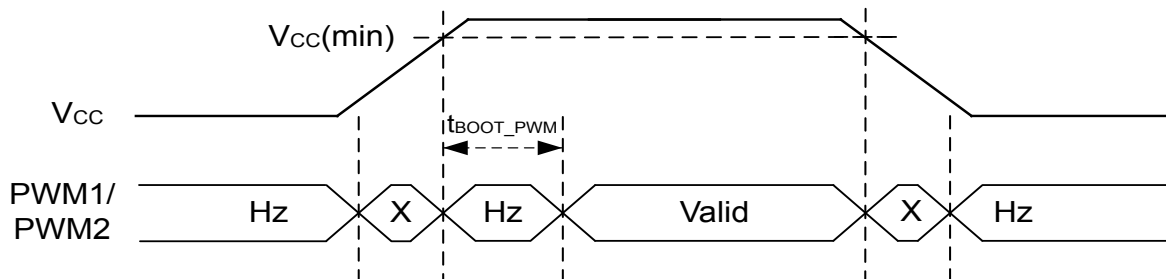 Vcc(min)
Vcc
tBOOT_PWM
PWM1/
PWM2
Hz X Hz Valid X Hz